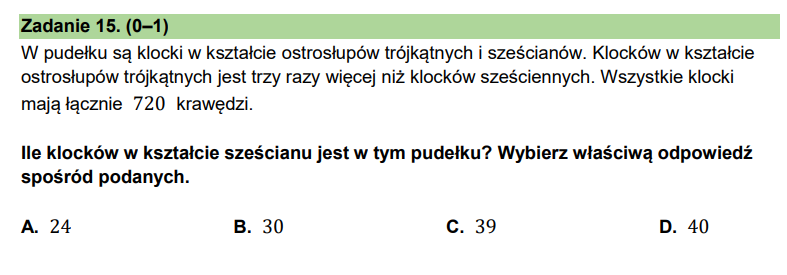 Zadanie 15. (0–1)
W pudełku są klocki w kształcie ostrosłupów trójkątnych i sześcianów. Klocków w kształcie
ostrosłupów trójkątnych jest trzy razy więcej niż klocków sześciennych. Wszystkie klocki
mają łącznie 720 krawędzi.
Ile klocków w kształcie sześcianu jest w tym pudełku? Wybierz właściwą odpowiedź
spośród podanych.
A. 24 B. 30 C. 39 D. 40